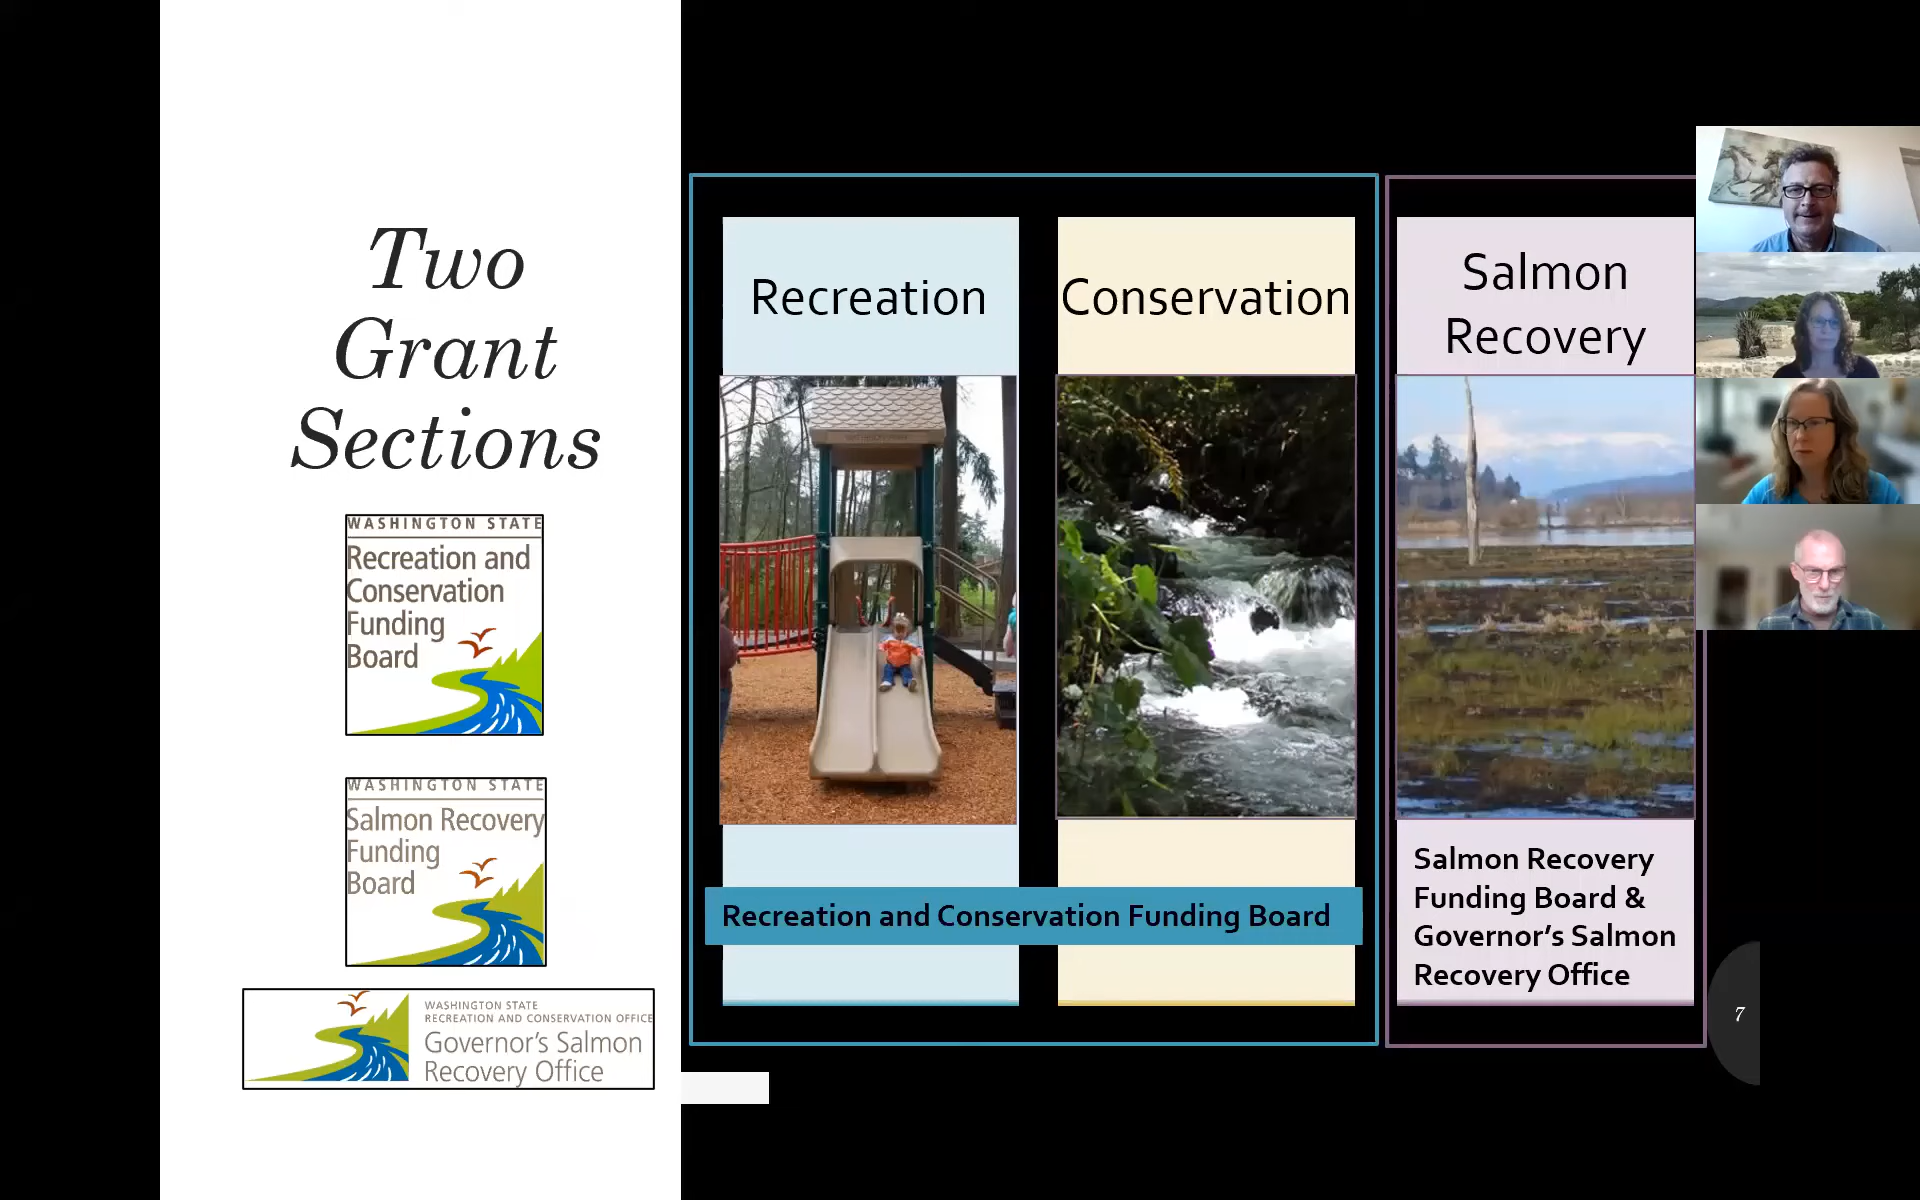 Two
Grant
Sections
WASHINGTON STATE
Recreation and
Conservation
Funding
Board
WASHINGTON STATE
Salmon Recovery
Funding
Board
WASHINGTON STATE
RECREATION AND CONSERVATION OFFICE
Governor's Salmon
Recovery Office
Recreation
Conservation
Recreation and Conservation Funding Board
Salmon
Recovery
Salmon Recovery
Funding Board &
Governor's Salmon
Recovery Office
7